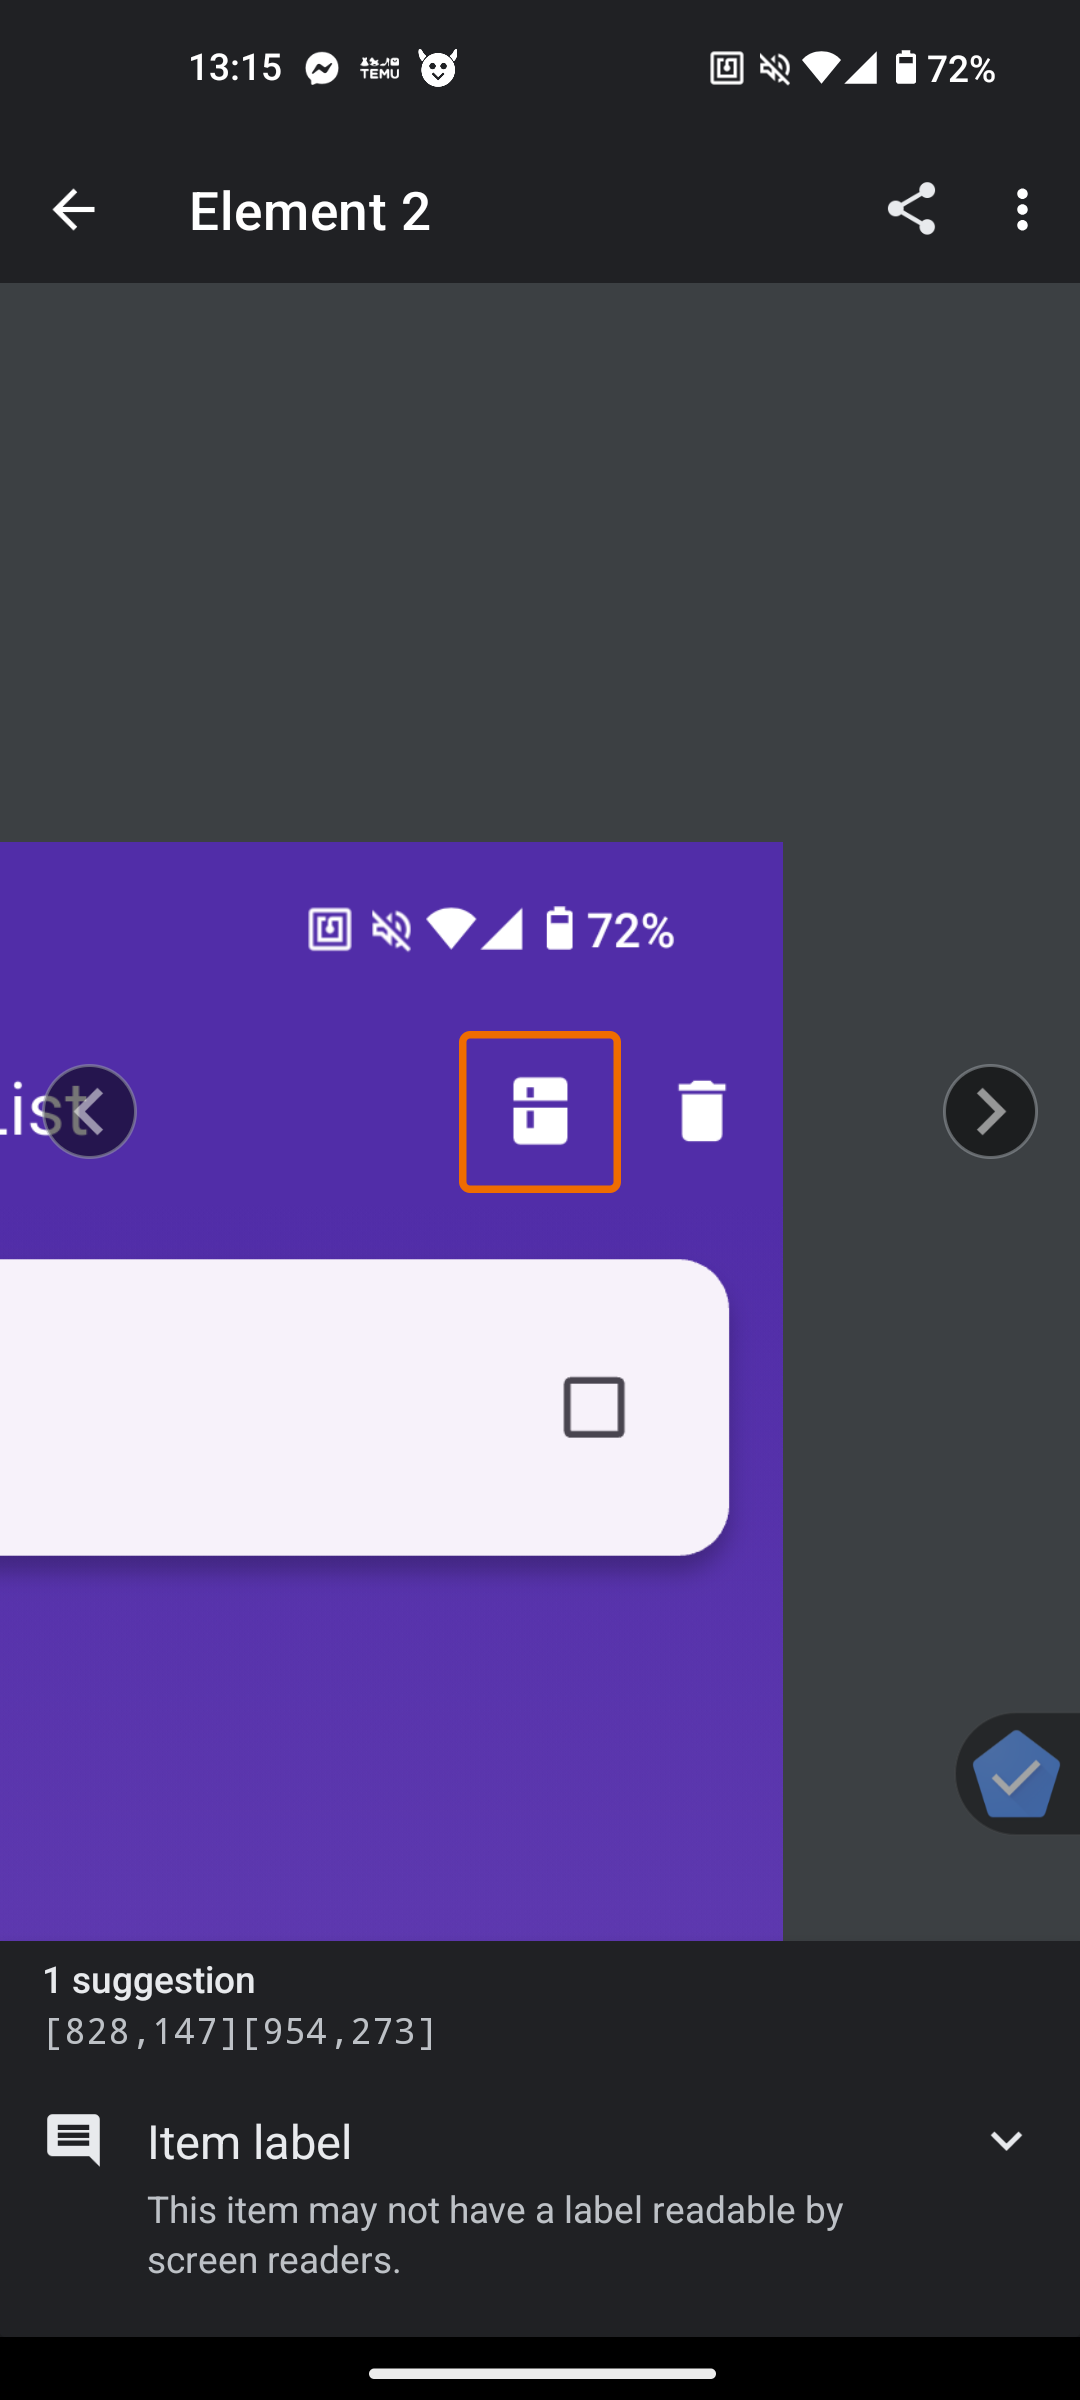 13:15 TEMU 72%
Element 2
72%
List
1 suggestion
[828,147][954,273]
Item label
This item may not have a label readable by
screen readers.